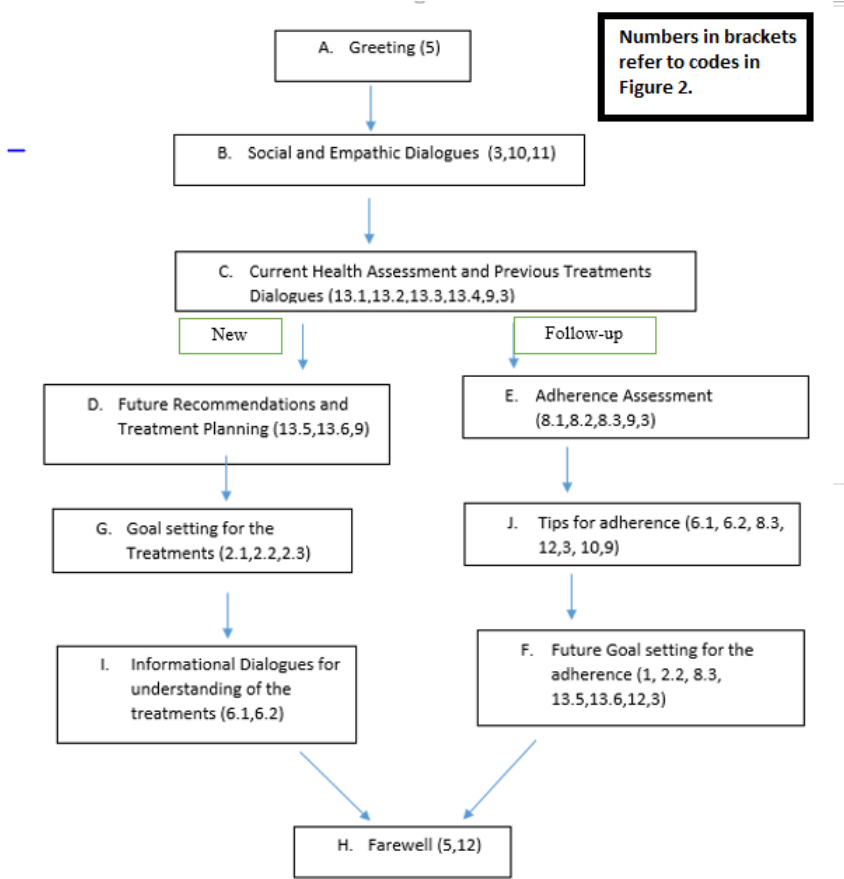 Numbers in brackets
refer to codes in
Figure 2.
A. Greeting (5)
B. Social and Empathic Dialogues (3,10,11)
C. Current Health Assessment and Previous Treatments
Dialogues (13.1,13.2,13.3,13.4,9,3)
New
Follow-up
D. Future Recommendations and
Treatment Planning (13.5,13.6,9)
E. Adherence Assessment
(8.1,8.2,8.3,9,3)
G. Goal setting for the
Treatments (2.1,2.2,2.3)
J. Tips for adherence (6.1, 6.2, 8.3,
12,3, 10,9)
I. Informational Dialogues for
understanding of the
treatments (6.1,6.2)
F. Future Goal setting for the
adherence (1, 2.2, 8.3,
13.5,13.6,12,3)
H. Farewell (5,12)